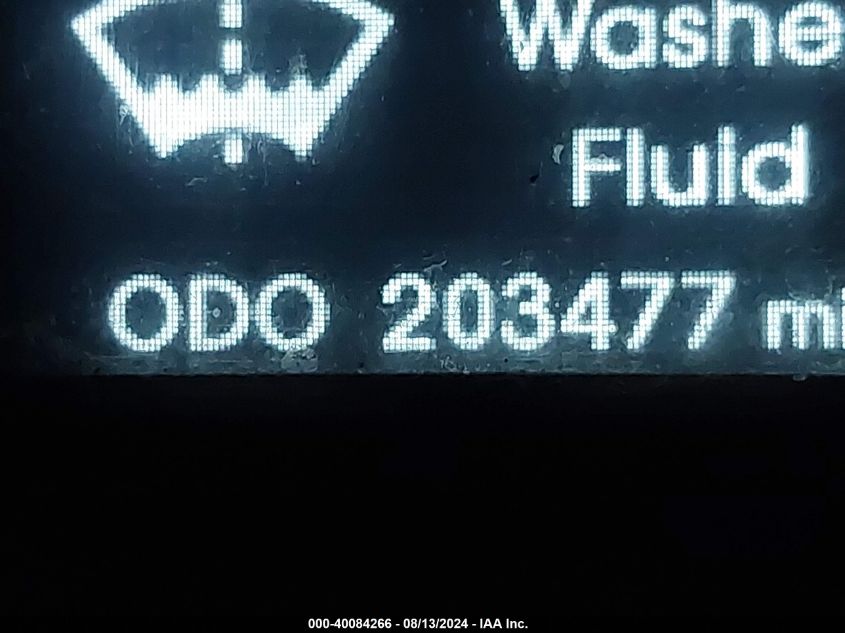 Washe
Fluid
ODO 203477 mi
000-40084266 - 08/13/2024 - IAA Inc.